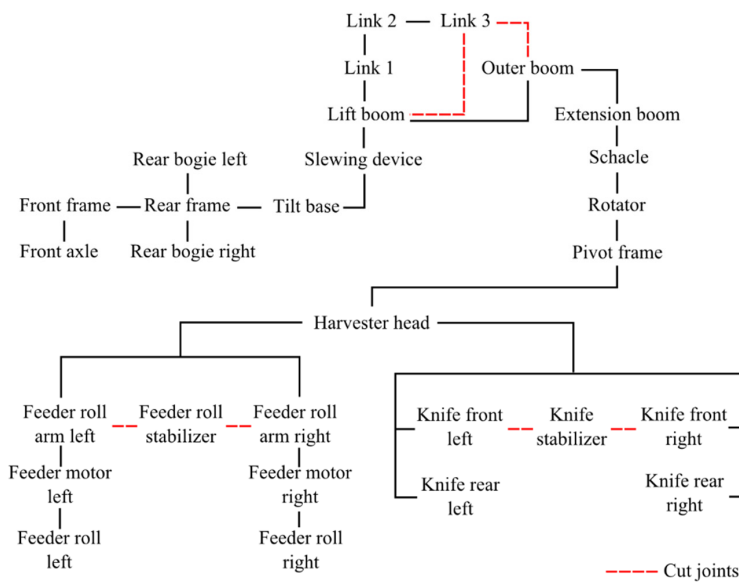 Link 2
Link 3
Link 1
Outer boom
Lift boom
Extension boom
Rear bogie left
Slewing device
Schacle
Front frame
Rear frame
Tilt base
Rotator
Front axle
Rear bogie right
Pivot frame
Harvester head
Feeder roll
arm left
Feeder roll
stabilizer
Feeder roll
arm right
Knife front
left
Knife
stabilizer
Knife front
right
Feeder motor
left
Feeder motor
right
Knife rear
left
Knife rear
right
Feeder roll
left
Feeder roll
right
Cut joints